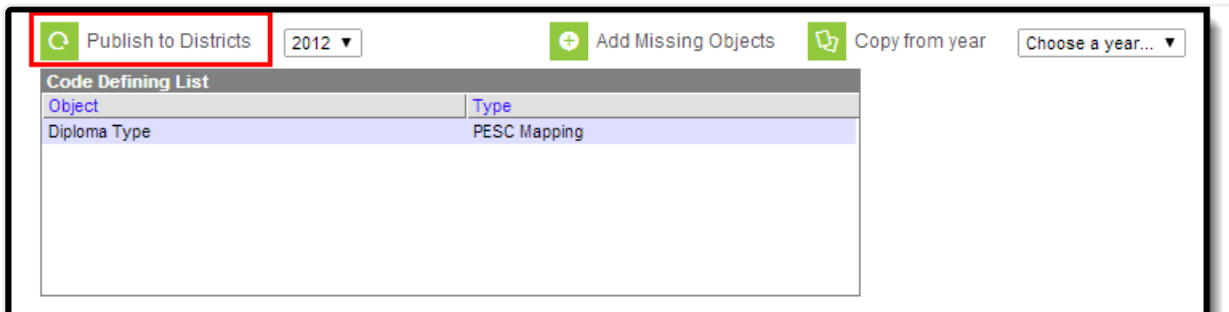 Publish to Districts 2012 Add Missing Objects Copy from year Choose a year...
Code Defining List
Object Type
Diploma Type PESC Mapping